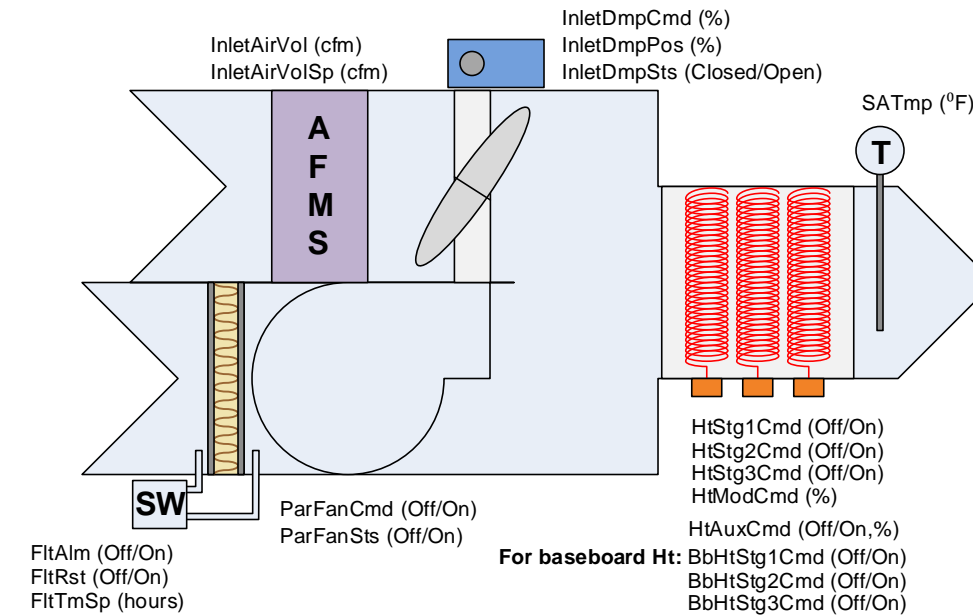 InletAirVol (cfm)
InletAirVolSp (cfm)
InletDmpCmd (%)
InletDmpPos (%)
InletDmpSts (Closed/Open)
SATmp (⁰F)
A
F
M
S
T
SW
FltAlm (Off/On)
FltRst (Off/On)
FltTmSp (hours)
ParFanCmd (Off/On)
ParFanSts (Off/On)
HtStg1Cmd (Off/On)
HtStg2Cmd (Off/On)
HtStg3Cmd (Off/On)
HtModCmd (%)
HtAuxCmd (Off/On,%)
For baseboard Ht: BbHtStg1Cmd (Off/On)
BbHtStg2Cmd (Off/On)
BbHtStg3Cmd (Off/On)